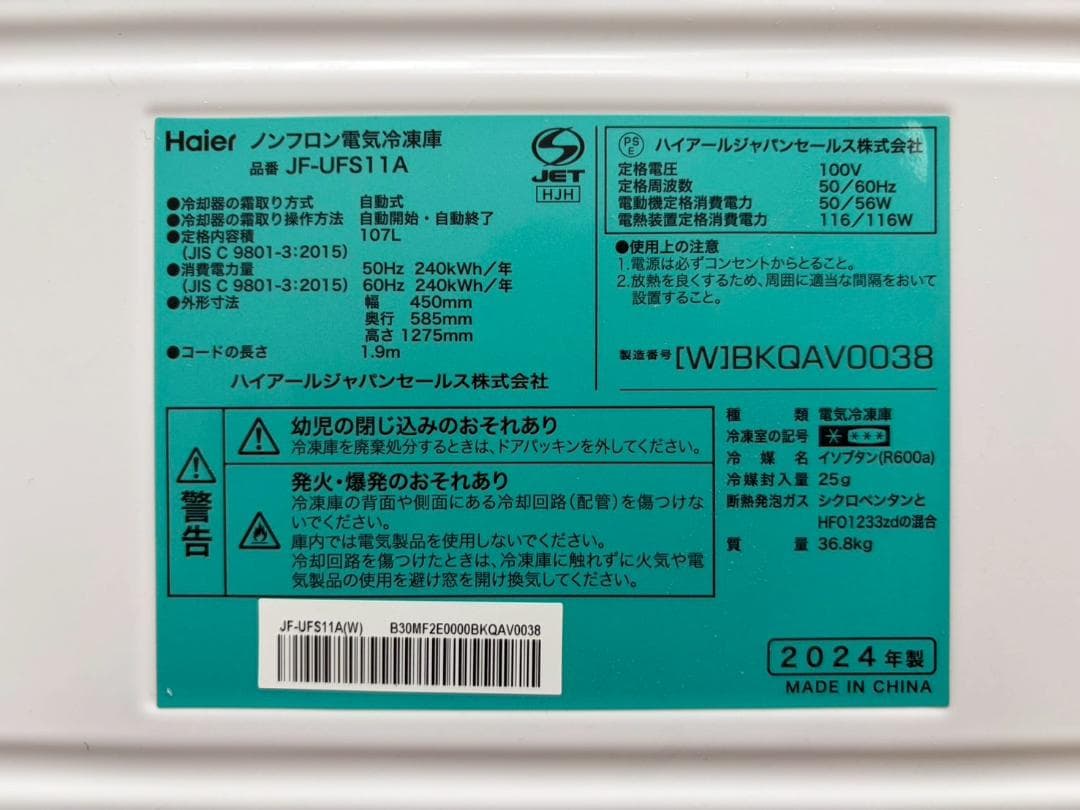 Haier ノンフロン電気冷凍庫
品番 JF-UFS11A
●冷却器の霜取り方式 自動式
●冷却器の霜取り操作方法 自動開始・自動終了
●定格内容積 107L
(JIS C 9801-3:2015)
●消費電力量 50Hz 240kWh/年
(JIS C 9801-3:2015) 60Hz 240kWh/年
●外形寸法 幅 450mm
奥行 585mm
高さ 1275mm
●コードの長さ 1.9m
ハイアールジャパンセールス株式会社
S
JET
HJH
PS
E ハイアールジャパンセールス株式会社
定格電圧 100V
定格周波数 50/60Hz
電動機定格消費電力 50/56W
電熱装置定格消費電力 116/116W
●使用上の注意
1.電源は必ずコンセントからとること。
2.放熱を良くするため、周囲に適当な間隔をおいて
設置すること。
製造番号 [W]BKQAV0038
警告
幼児の閉じ込みのおそれあり
冷凍庫を廃棄処分するときは、ドアパッキンを外してください。
発火・爆発のおそれあり
冷凍庫の背面や側面にある冷却回路(配管)を傷つけな
いでください。
庫内では電気製品を使用しないでください。
冷却回路を傷つけたときは、冷凍庫に触れずに火気や電
気製品の使用を避け窓を開け換気してください。
種類 電気冷凍庫
冷凍室の記号
冷媒名 イソブタン(R600a)
冷媒封入量 25g
断熱発泡ガス シクロペンタンと
HFO1233zdの混合
質量 36.8kg
JF-UFS11A(W) B30MF2E0000BKQAV0038
2024年製
MADE IN CHINA